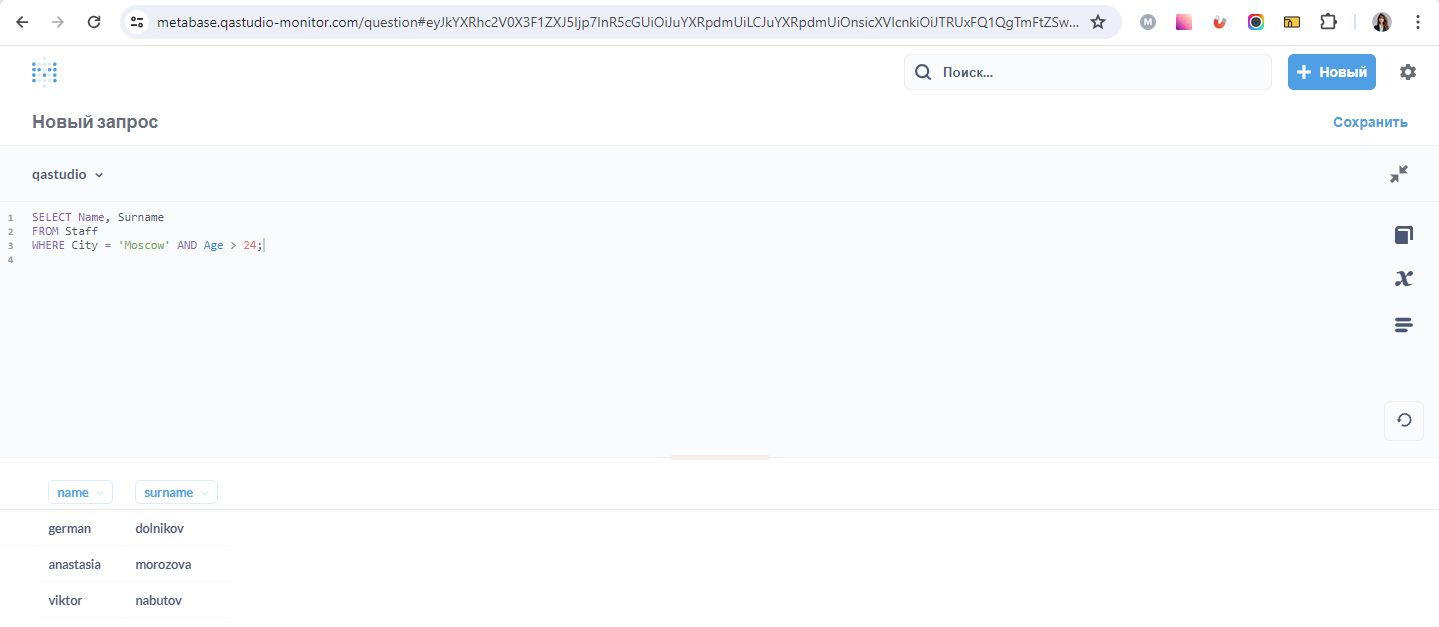 metabase.qastudio-monitor.com/question#eyJkYXRhc2V0X3F1ZXJ5Ijp7InR5cGUiOiJuYXRpdmUiLCJuYXRpdmUiOnsicXVlcnkiOiJTRUxFQ1QgTmFtZSw...
M
Поиск...
Новый
Новый запрос
Сохранить
qastudio
1 SELECT Name, Surname
2 FROM Staff
3 WHERE City = 'Moscow' AND Age > 24;
4
name surname
german dolnikov
anastasia morozova
viktor nabutov